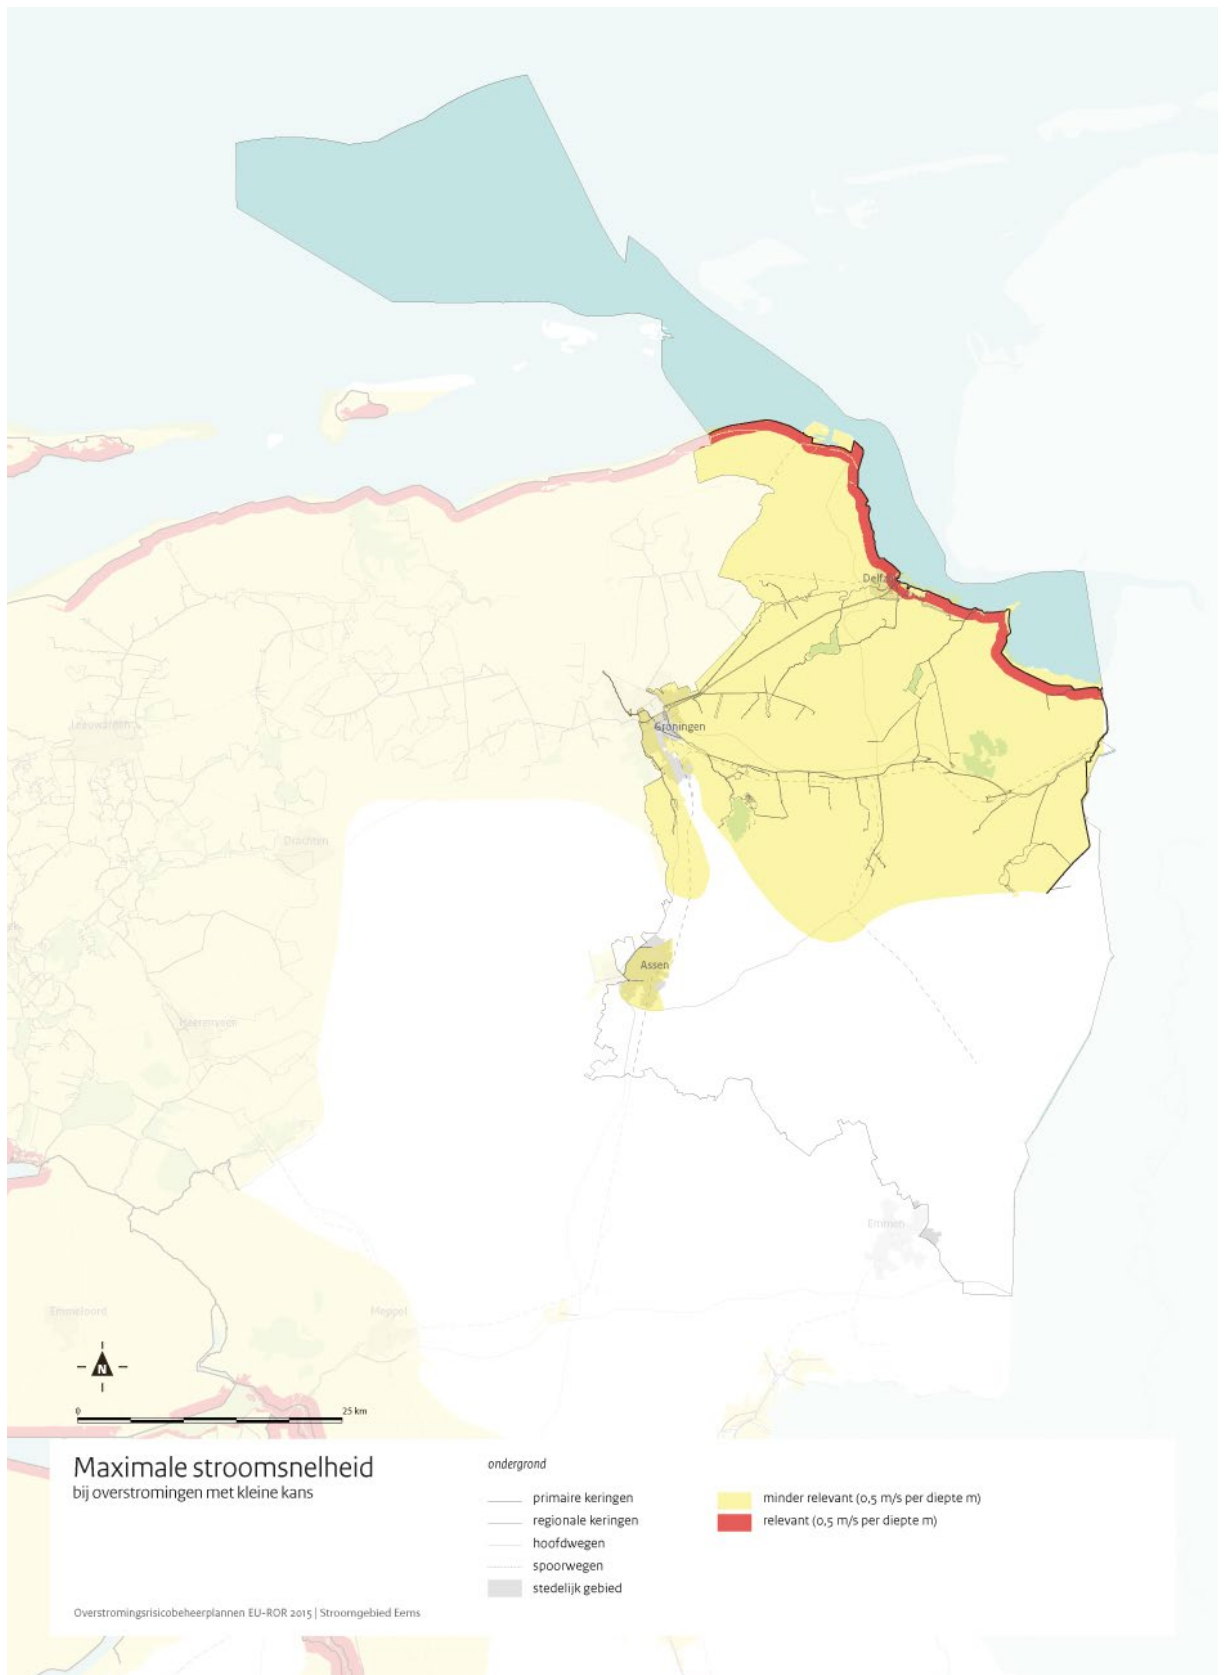 Delfz
Leeuwarden
Groningen
Drachten
Assen
Heerenveen
Emmen
Emmeloord
Meppel
N
0
25 km
Maximale stroomsnelheid
bij overstromingen met kleine kans
ondergrond
primaire keringen
regionale keringen
hoofdwegen
spoorwegen
stedelijk gebied
minder relevant (0,5 m/s per diepte m)
relevant (0,5 m/s per diepte m)
Overstromingsrisicobeheerplannen EU-ROR 2015 | Stroomgebied Eems